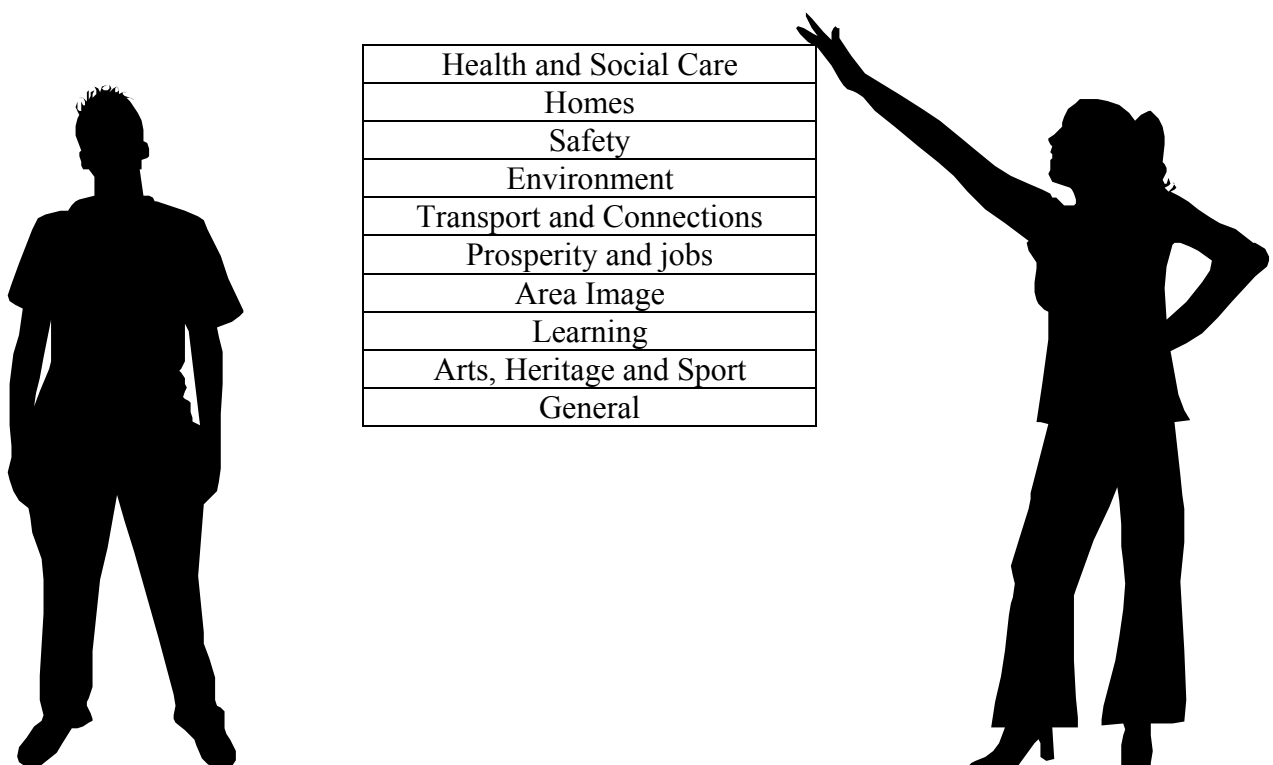 Health and Social Care
Homes
Safety
Environment
Transport and Connections
Prosperity and jobs
Area Image
Learning
Arts, Heritage and Sport
General